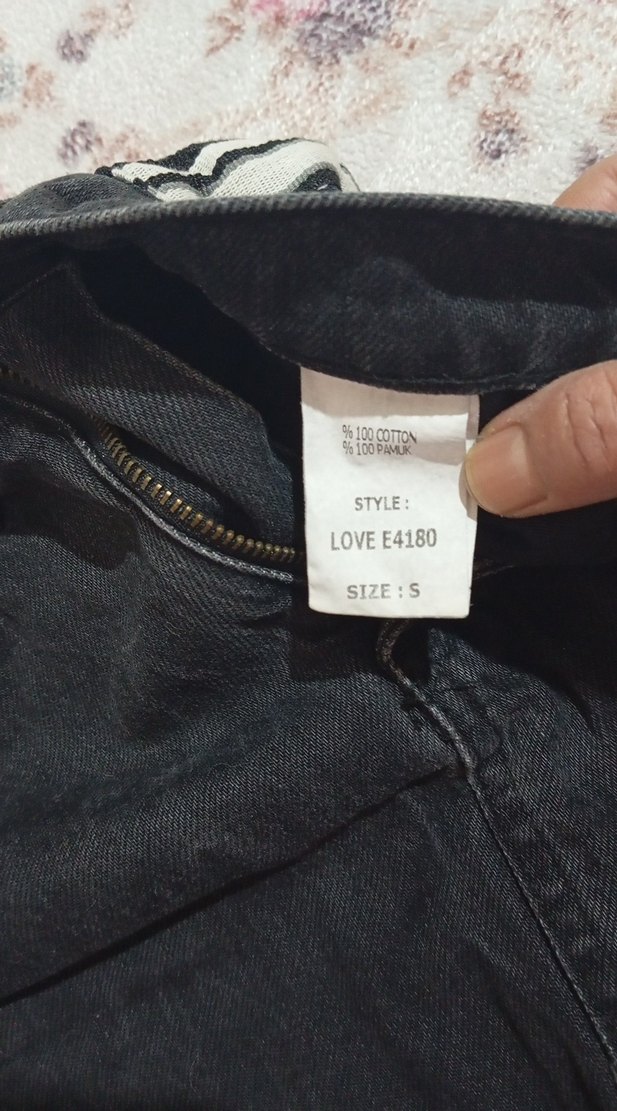 % 100 COTTON
% 100 PAMUK
STYLE :
LOVE E4180
SIZE : S